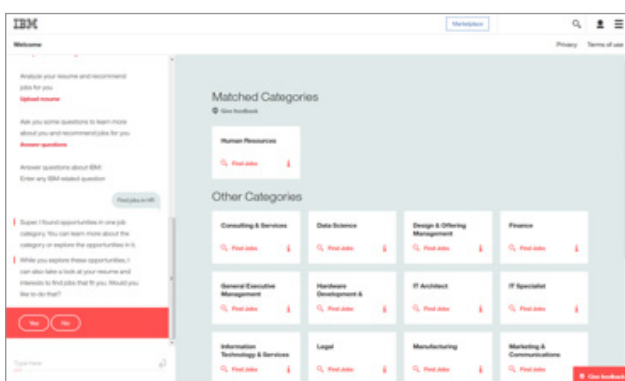 IBM
Marketplace
Welcome
Privacy Terms of use
Analyze your resume and recommend
jobs for you
Upload resume
Ask you some questions to learn more
about you and recommend jobs for you
Answer questions
Answer questions about IBM:
Enter any IBM related question
Find jobs in HR
Super. I found opportunities in one job
category. You can learn more about the
category or explore the opportunities in it.
While you explore these opportunities, I
can also take a look at your resume and
interests to find jobs that fit you. Would you
like to do that?
Yes No
Type here
Matched Categories
Give feedback
Human Resources
Find Jobs i
Other Categories
Consulting & Services
Find Jobs i
Data Science
Find Jobs i
Design & Offering
Management
Find Jobs i
Finance
Find Jobs i
General Executive
Management
Find Jobs i
Hardware
Development &
Find Jobs i
IT Architect
Find Jobs i
IT Specialist
Find Jobs i
Information
Technology & Services
Find Jobs i
Legal
Find Jobs i
Manufacturing
Find Jobs i
Marketing &
Communications
Find Jobs
Give feedback